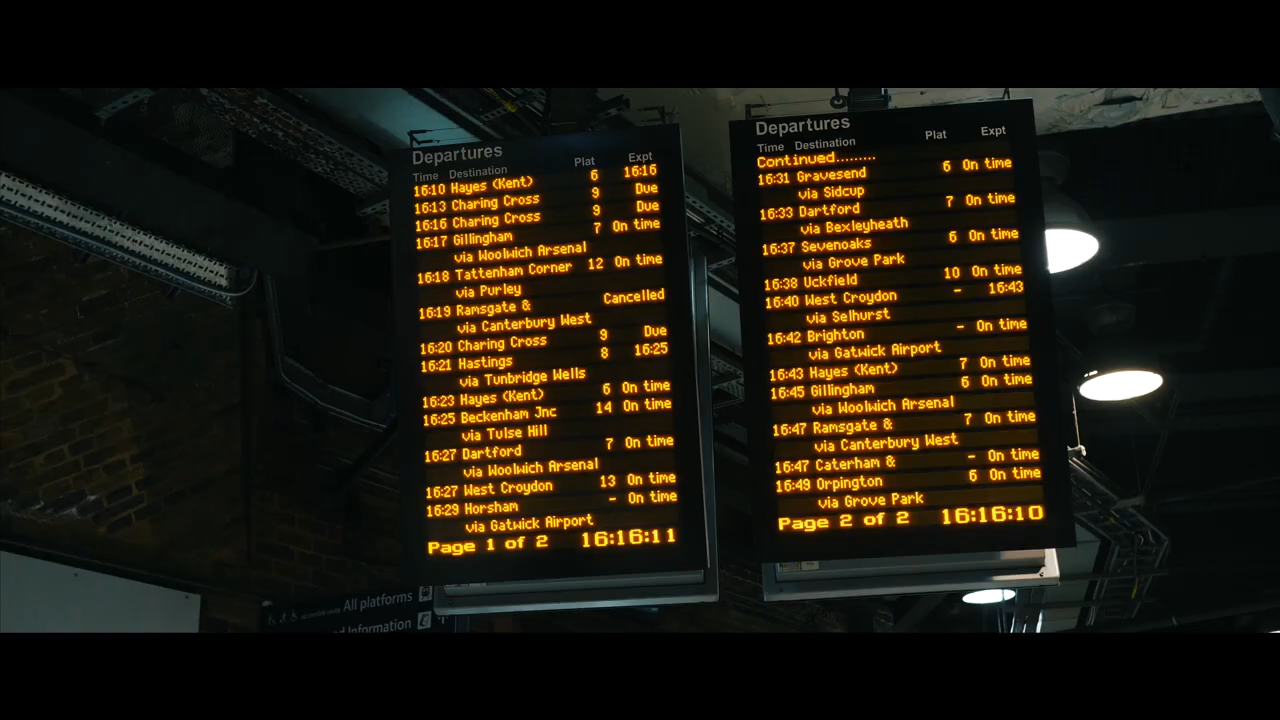 Departures
Time Destination Plat Expt
16:10 Hayes (Kent) 6 16:16
16:13 Charing Cross 9 Due
16:16 Charing Cross 9 Due
16:17 Gillingham 7 On time
via Woolwich Arsenal
16:18 Tattenham Corner 12 On time
via Purley
16:19 Ramsgate & Cancelled
via Canterbury West
16:20 Charing Cross 9 Due
16:21 Hastings 8 16:25
via Tunbridge Wells
16:23 Hayes (Kent) 6 On time
16:25 Beckenham Jnc 14 On time
via Tulse Hill
16:27 Dartford 7 On time
via Woolwich Arsenal
16:27 West Croydon 13 On time
16:29 Horsham - On time
via Gatwick Airport
Page 1 of 2 16:16:11
Departures
Time Destination Plat Expt
Continued.........
16:31 Gravesend 6 On time
via Sidcup
16:33 Dartford 7 On time
via Bexleyheath
16:37 Sevenoaks 6 On time
via Grove Park
16:38 Uckfield 10 On time
16:40 West Croydon - 16:43
via Selhurst
16:42 Brighton - On time
via Gatwick Airport
16:43 Hayes (Kent) 7 On time
16:45 Gillingham 6 On time
via Woolwich Arsenal
16:47 Ramsgate & 7 On time
via Canterbury West
16:47 Caterham & - On time
16:49 Orpington 6 On time
via Grove Park
Page 2 of 2 16:16:10
All platforms
Information